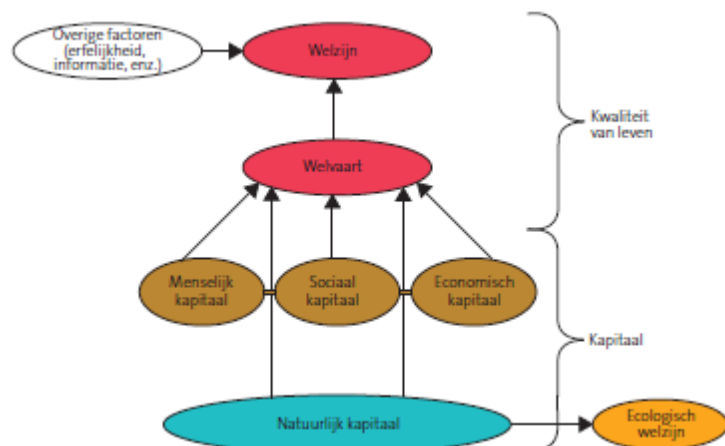 Overige factoren
(erfelijkheid,
informatie, enz.)
Welzijn
Kwaliteit
van leven
Welvaart
Menselijk
kapitaal
Sociaal
kapitaal
Economisch
kapitaal
Kapitaal
Natuurlijk kapitaal
Ecologisch
welzijn